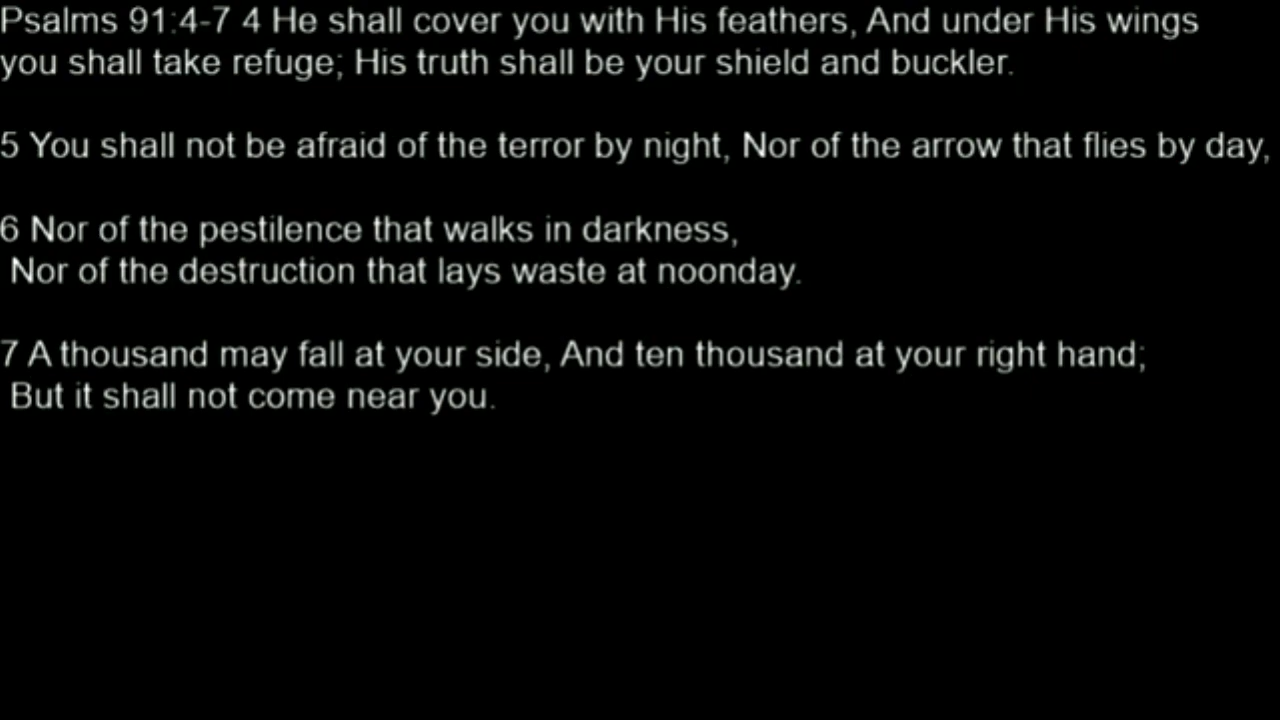 Psalms 91:4-7 4 He shall cover you with His feathers, And under His wings
you shall take refuge; His truth shall be your shield and buckler.
5 You shall not be afraid of the terror by night, Nor of the arrow that flies by day,
6 Nor of the pestilence that walks in darkness,
Nor of the destruction that lays waste at noonday.
7 A thousand may fall at your side, And ten thousand at your right hand;
But it shall not come near you.